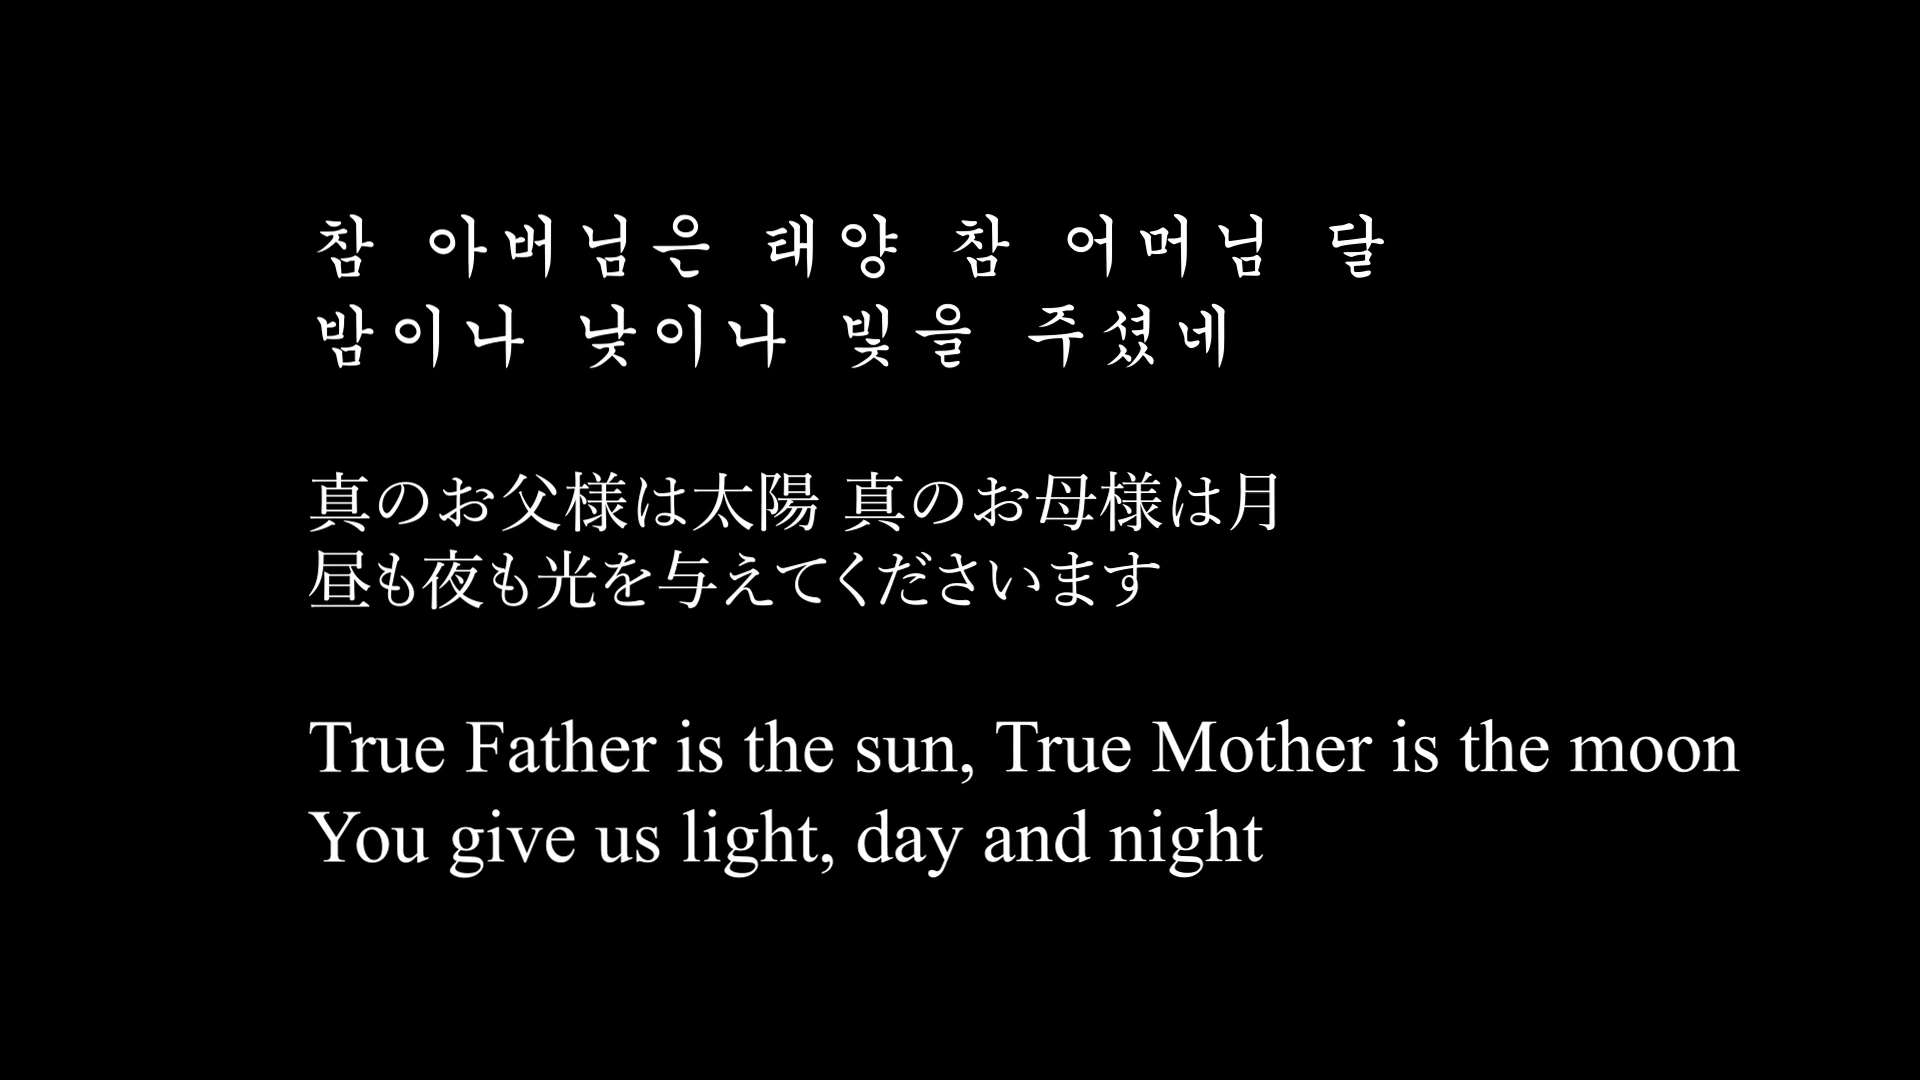 참 아버님은 태양 참 어머님 달
밤이나 낮이나 빛을 주셨네
真のお父様は太陽 真のお母様は月
昼も夜も光を与えてくださいます
True Father is the sun, True Mother is the moon
You give us light, day and night